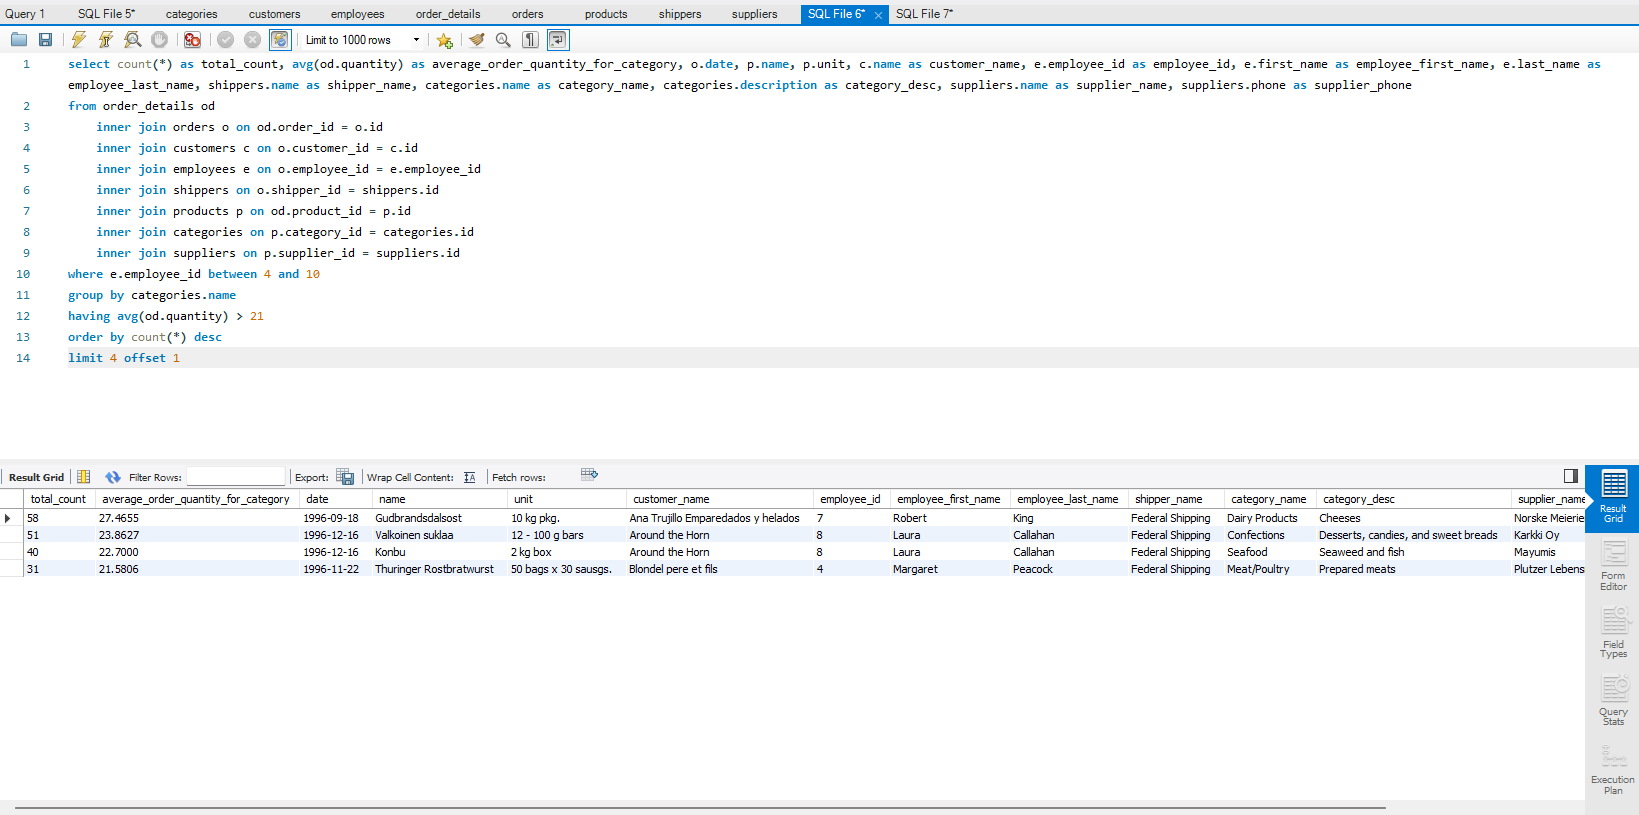 Query 1 SQL File 5* categories customers employees order_details orders products shippers suppliers SQL File 6* SQL File 7*
Limit to 1000 rows
1 select count(*) as total_count, avg(od.quantity) as average_order_quantity_for_category, o.date, p.name, p.unit, c.name as customer_name, e.employee_id as employee_id, e.first_name as employee_first_name, e.last_name as
employee_last_name, shippers.name as shipper_name, categories.name as category_name, categories.description as category_desc, suppliers.name as supplier_name, suppliers.phone as supplier_phone
2 from order_details od
3 inner join orders o on od.order_id = o.id
4 inner join customers c on o.customer_id = c.id
5 inner join employees e on o.employee_id = e.employee_id
6 inner join shippers on o.shipper_id = shippers.id
7 inner join products p on od.product_id = p.id
8 inner join categories on p.category_id = categories.id
9 inner join suppliers on p.supplier_id = suppliers.id
10 where e.employee_id between 4 and 10
11 group by categories.name
12 having avg(od.quantity) > 21
13 order by count(*) desc
14 limit 4 offset 1
Result Grid Filter Rows: Export: Wrap Cell Content: Fetch rows:
total_count average_order_quantity_for_category date name unit customer_name employee_id employee_first_name employee_last_name shipper_name category_name category_desc supplier_name
58 27.4655 1996-09-18 Gudbrandsdalsost 10 kg pkg. Ana Trujillo Emparedados y helados 7 Robert King Federal Shipping Dairy Products Cheeses Norske Meierie
51 23.8627 1996-12-16 Valkoinen suklaa 12 - 100 g bars Around the Horn 8 Laura Callahan Federal Shipping Confections Desserts, candies, and sweet breads Karkki Oy
40 22.7000 1996-12-16 Konbu 2 kg box Around the Horn 8 Laura Callahan Federal Shipping Seafood Seaweed and fish Mayumis
31 21.5806 1996-11-22 Thuringer Rostbratwurst 50 bags x 30 sausgs. Blondel pere et fils 4 Margaret Peacock Federal Shipping Meat/Poultry Prepared meats Plutzer Lebens
Result
Grid
Form
Editor
Field
Types
Query
Stats
Execution
Plan